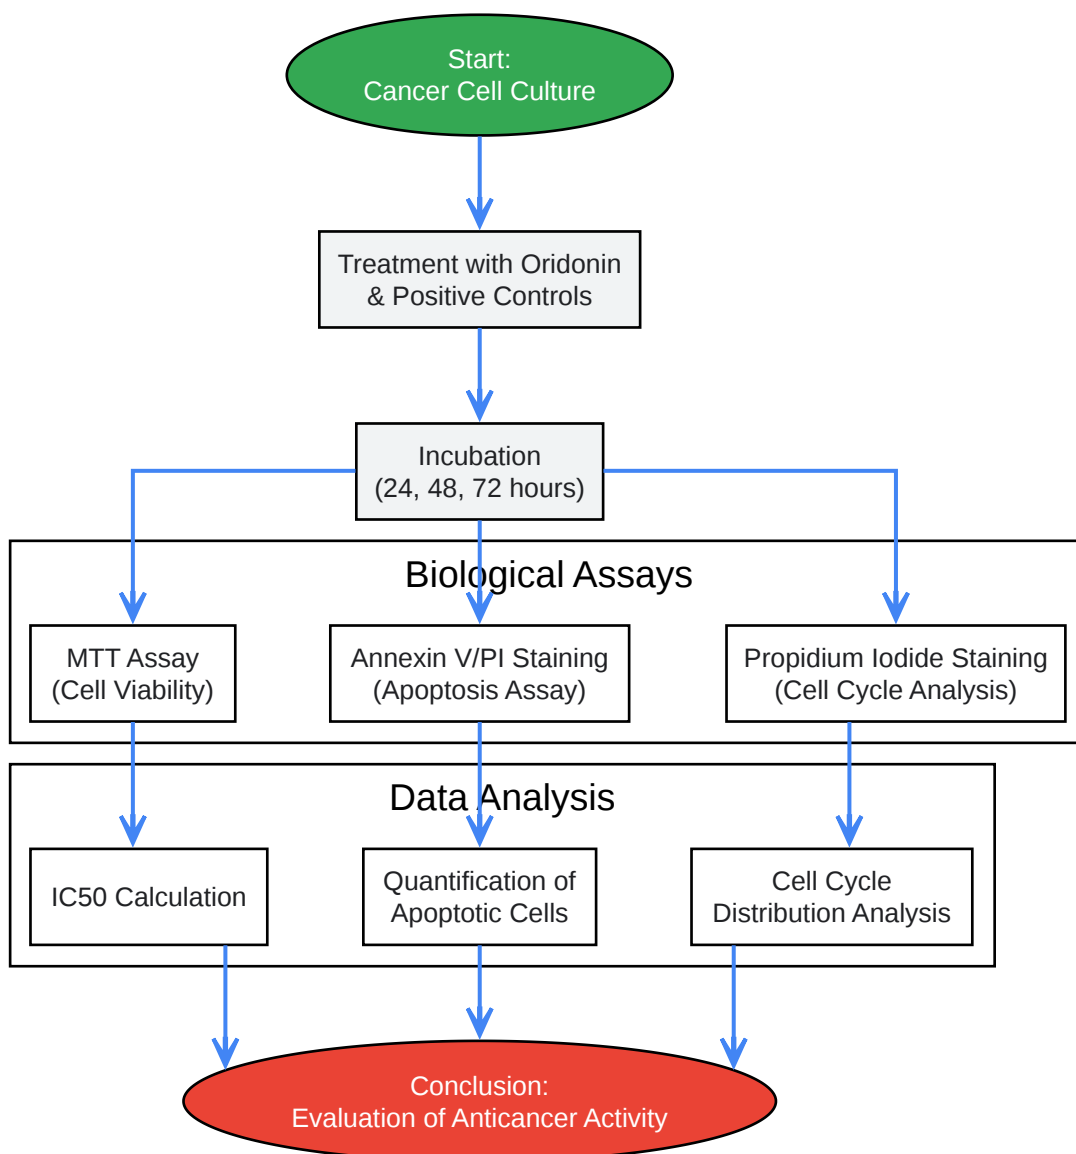 Start:
Cancer Cell Culture
Treatment with Oridonin
& Positive Controls
Incubation
(24, 48, 72 hours)
Biological Assays
MTT Assay
(Cell Viability)
Annexin V/PI Staining
(Apoptosis Assay)
Propidium Iodide Staining
(Cell Cycle Analysis)
Data Analysis
IC50 Calculation
Quantification of
Apoptotic Cells
Cell Cycle
Distribution Analysis
Conclusion:
Evaluation of Anticancer Activity